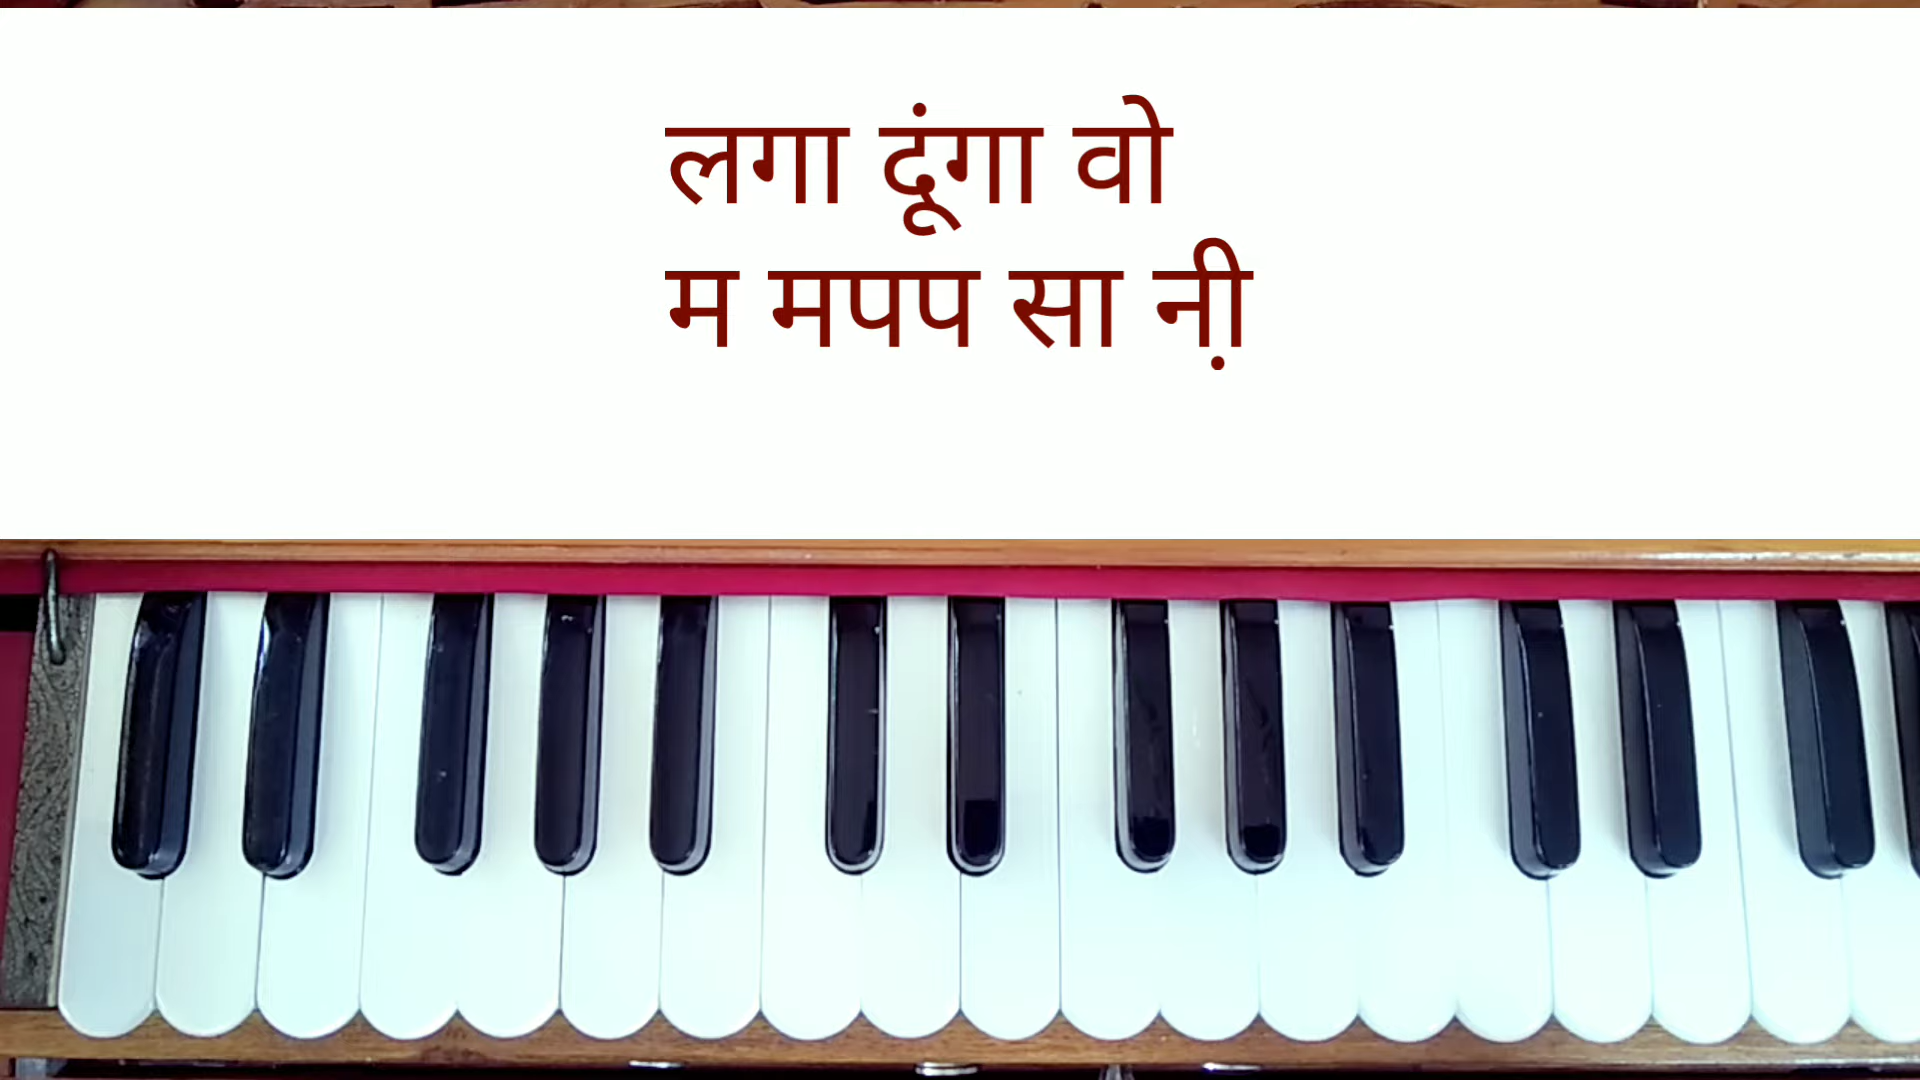 लगा दूंगा वो
म मपप सा ऩी